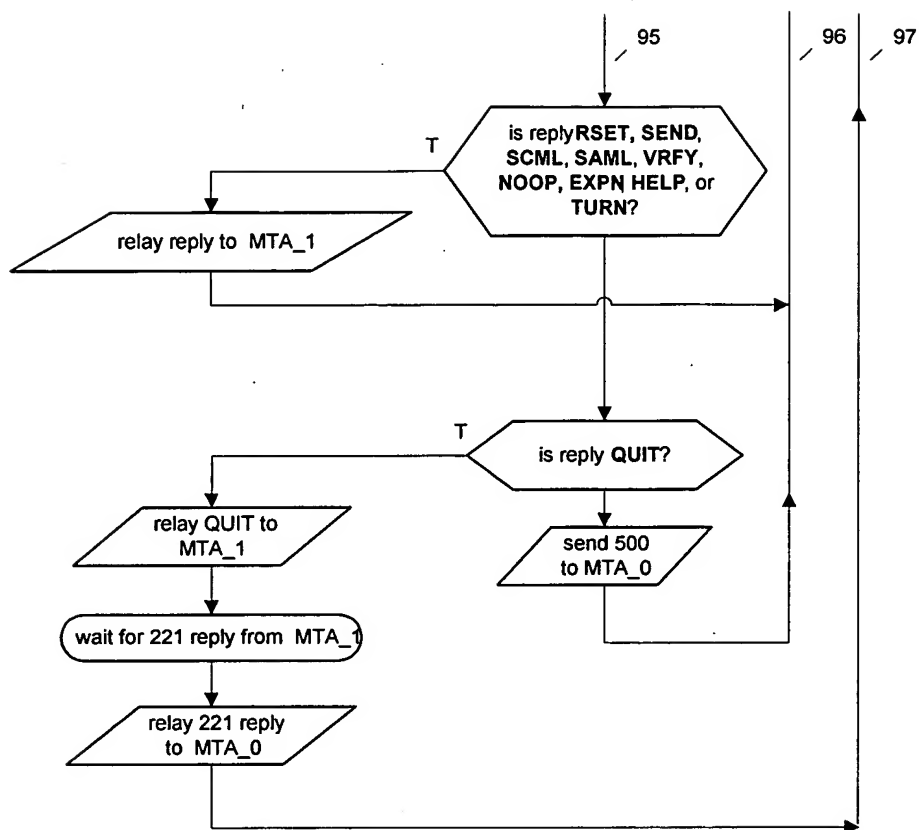 95
96
97
is reply RSET, SEND,
SCML, SAML, VRFY,
NOOP, EXPN HELP, or
TURN?
T
relay reply to MTA_1
T
is reply QUIT?
relay QUIT to
MTA_1
send 500
to MTA_0
wait for 221 reply from MTA_1
relay 221 reply
to MTA_0